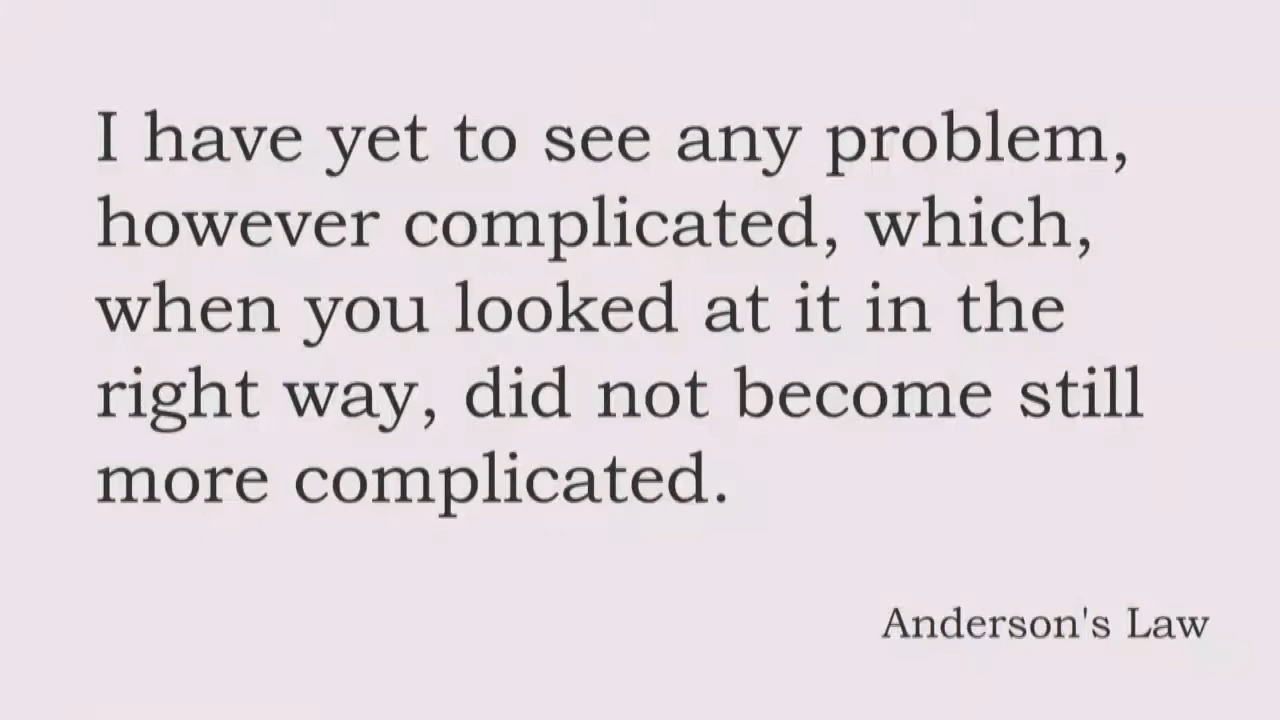 I have yet to see any problem,
however complicated, which,
when you looked at it in the
right way, did not become still
more complicated.
Anderson's Law